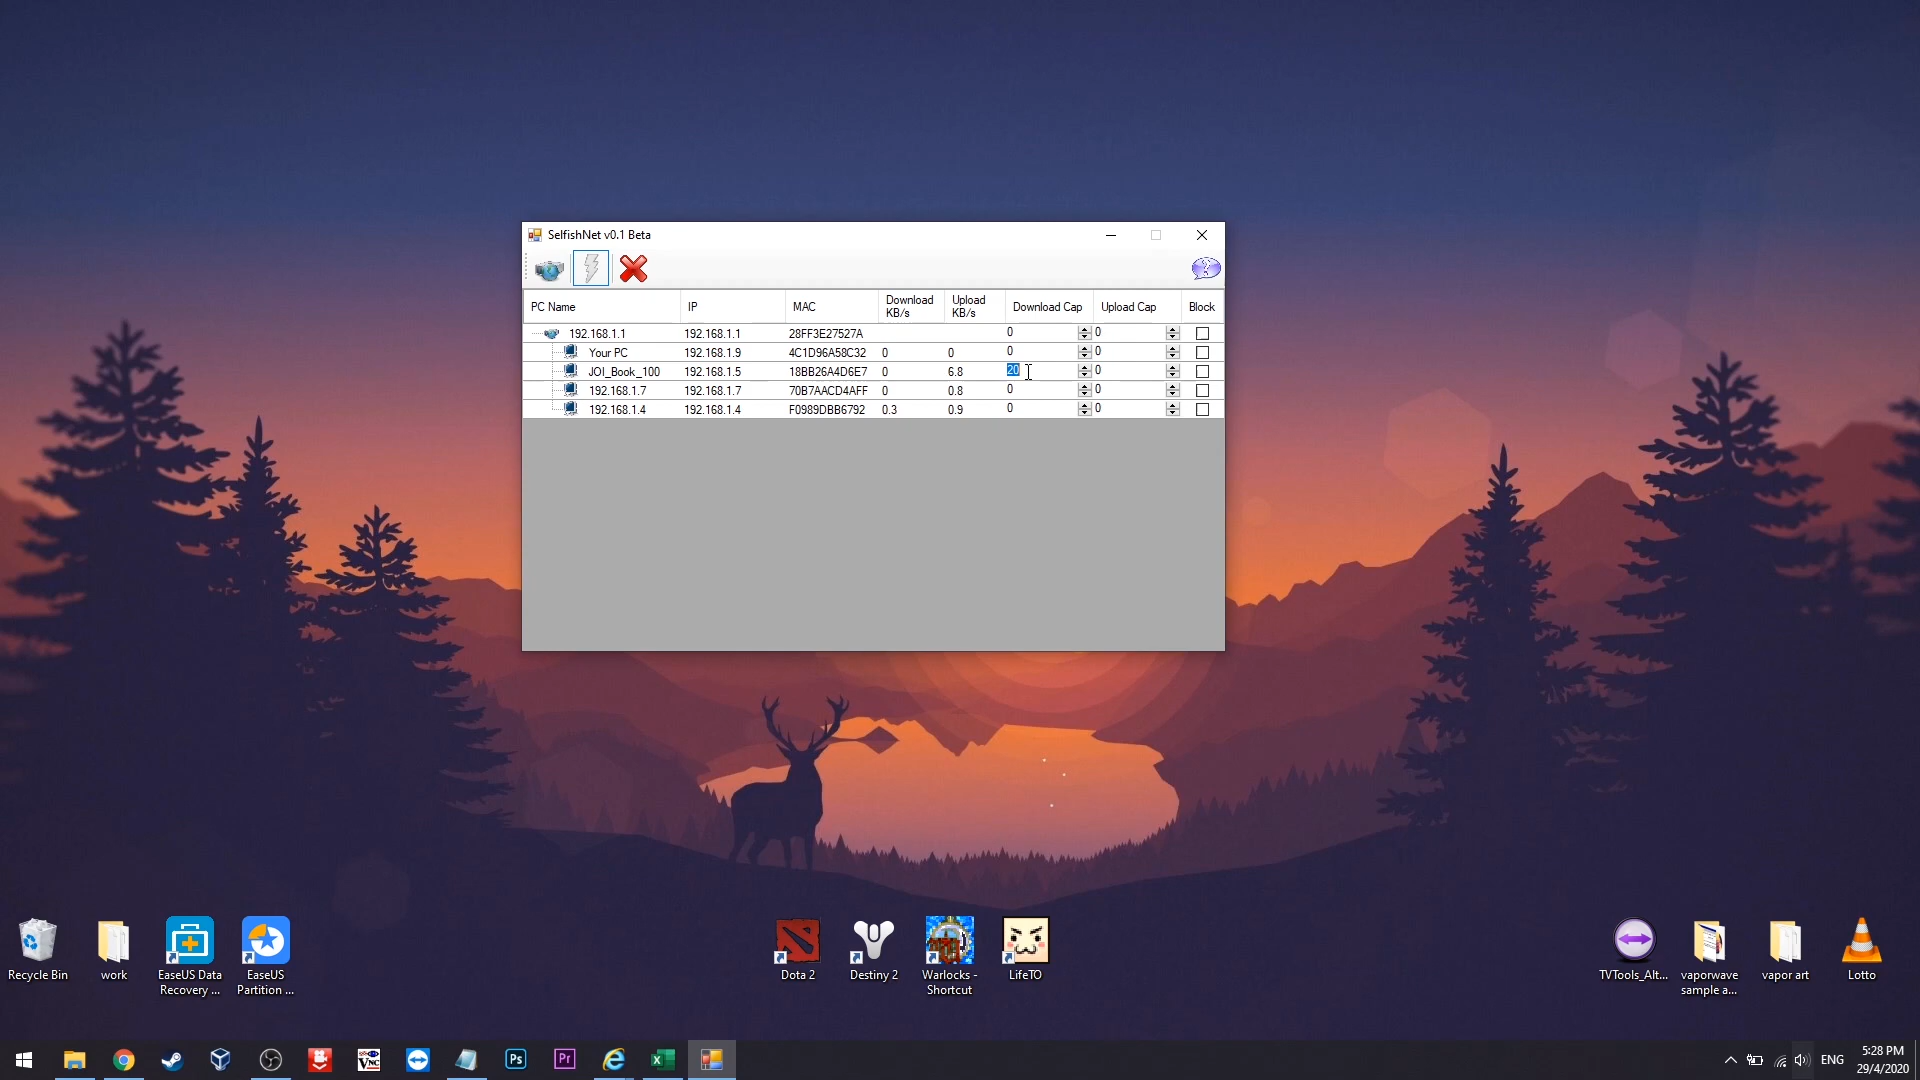 SelfishNet v0.1 Beta
PC Name IP MAC Download KB/s Upload KB/s Download Cap Upload Cap Block
192.168.1.1 192.168.1.1 28FF3E27527A 0 0
Your PC 192.168.1.9 4C1D96A58C32 0 0 0 0
JOI_Book_100 192.168.1.5 18BB26A4D6E7 0 6.8 20 0
192.168.1.7 192.168.1.7 70B7AACD4AFF 0 0.8 0 0
192.168.1.4 192.168.1.4 F0989DBB6792 0.3 0.9 0 0
Recycle Bin
work
EaseUS Data
Recovery ...
EaseUS
Partition ...
Dota 2
Destiny 2
Warlocks -
Shortcut
LifeTO
TVTools_Alt...
vaporwave
sample a...
vapor art
Lotto
VNC
Ps
Pr
ENG
5:28 PM
29/4/2020